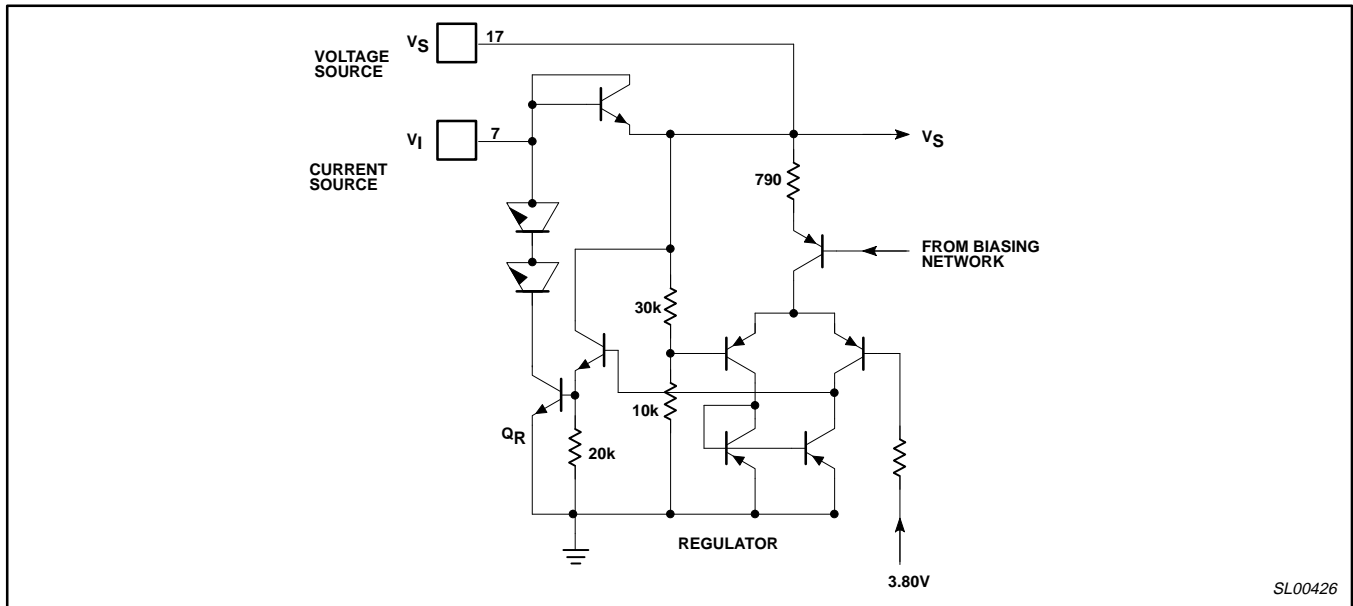 VS 17
VOLTAGE
SOURCE
VI 7
VS
CURRENT
SOURCE
790
FROM BIASING
NETWORK
30k
10k
QR
20k
REGULATOR
3.80V
SL00426